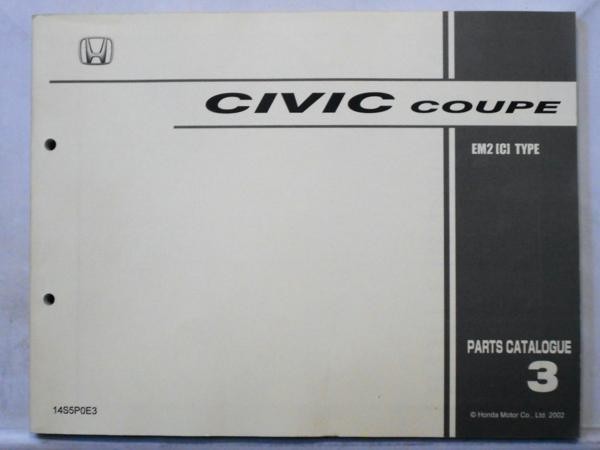 CIVIC COUPE
EM2 [C] TYPE
PARTS CATALOGUE
3
14S5P0E3
© Honda Motor Co., Ltd. 2002